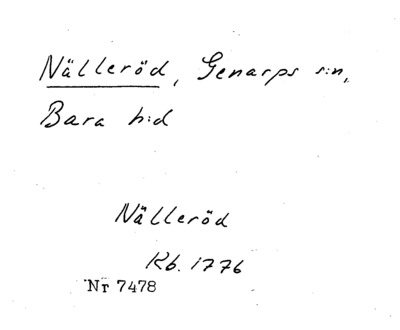 Nälleröd, Genarps s:n,
Bara h:d
Nälleröd
Kb. 1776
Nr 7478